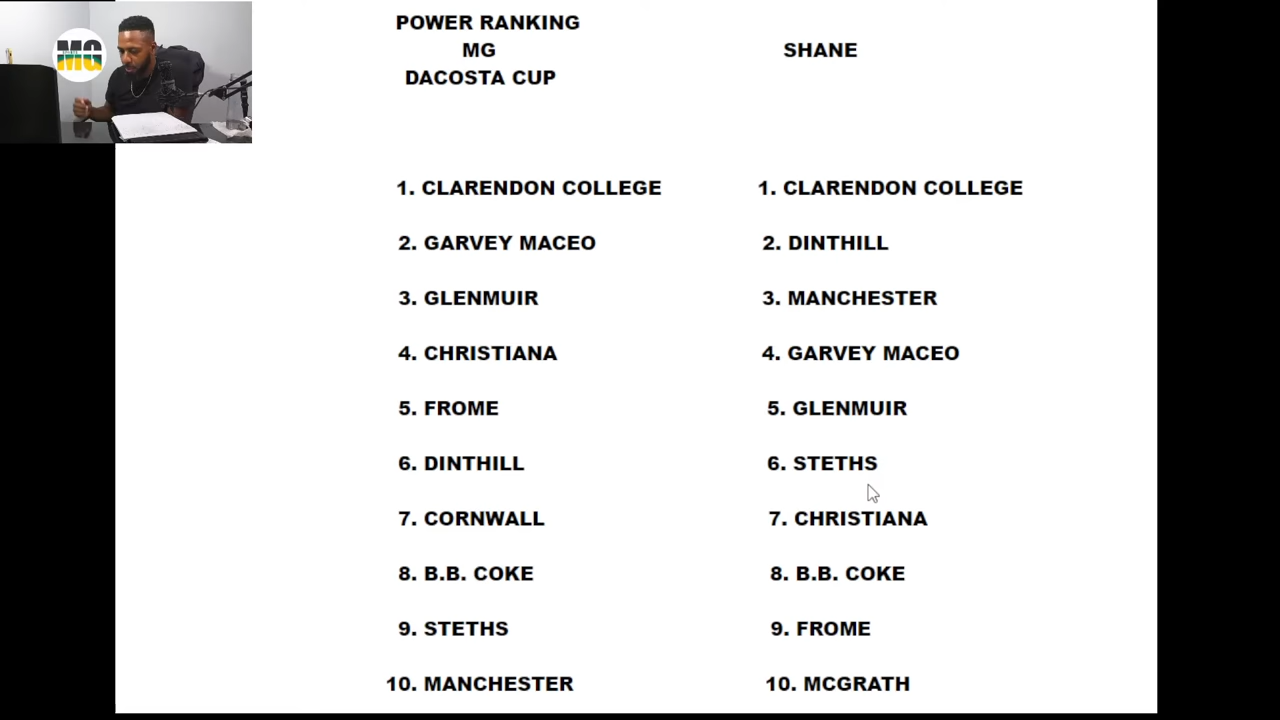 MG
POWER RANKING
MG
DACOSTA CUP
SHANE
1. CLARENDON COLLEGE
2. GARVEY MACEO
3. GLENMUIR
4. CHRISTIANA
5. FROME
6. DINTHILL
7. CORNWALL
8. B.B. COKE
9. STETHS
10. MANCHESTER
1. CLARENDON COLLEGE
2. DINTHILL
3. MANCHESTER
4. GARVEY MACEO
5. GLENMUIR
6. STETHS
7. CHRISTIANA
8. B.B. COKE
9. FROME
10. MCGRATH